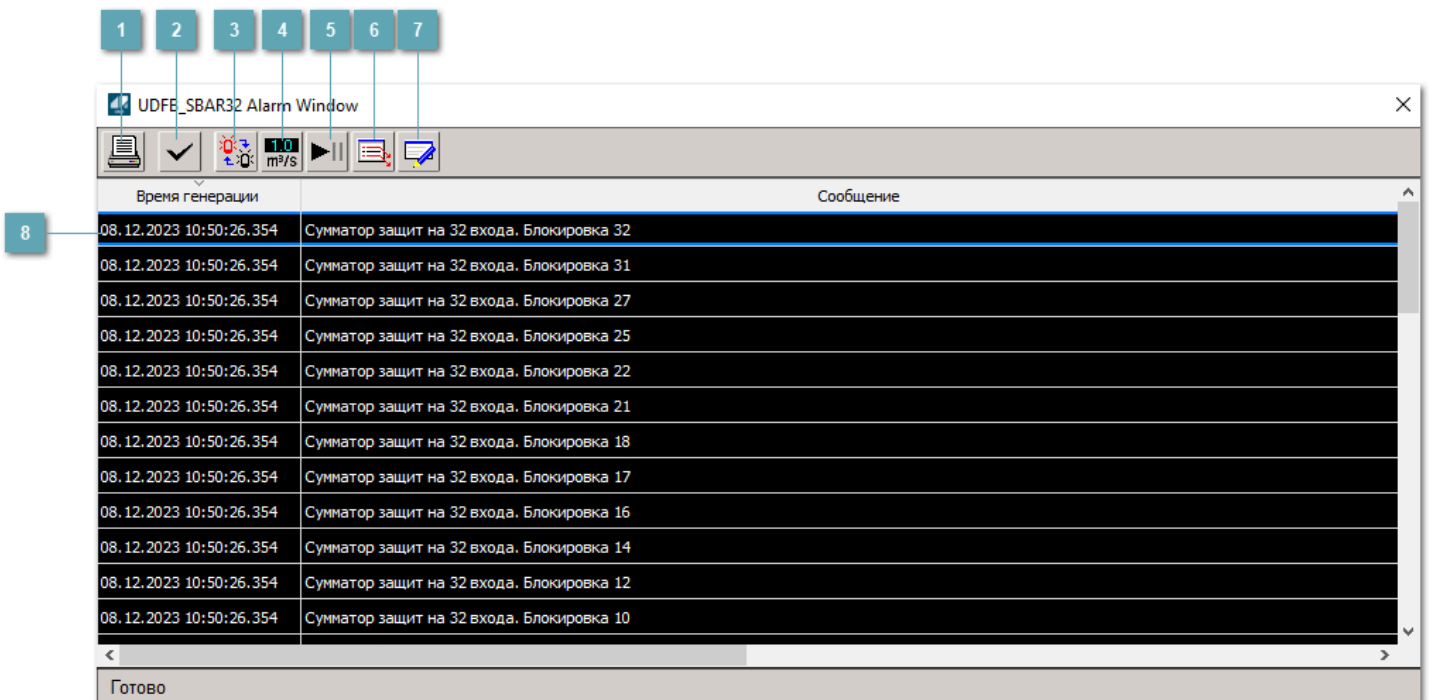 1 2 3 4 5 6 7
UDFB_SBAR32 Alarm Window
1.0
m³/s
Время генерации Сообщение
8
08.12.2023 10:50:26.354 Сумматор защит на 32 входа. Блокировка 32
08.12.2023 10:50:26.354 Сумматор защит на 32 входа. Блокировка 31
08.12.2023 10:50:26.354 Сумматор защит на 32 входа. Блокировка 27
08.12.2023 10:50:26.354 Сумматор защит на 32 входа. Блокировка 25
08.12.2023 10:50:26.354 Сумматор защит на 32 входа. Блокировка 22
08.12.2023 10:50:26.354 Сумматор защит на 32 входа. Блокировка 21
08.12.2023 10:50:26.354 Сумматор защит на 32 входа. Блокировка 18
08.12.2023 10:50:26.354 Сумматор защит на 32 входа. Блокировка 17
08.12.2023 10:50:26.354 Сумматор защит на 32 входа. Блокировка 16
08.12.2023 10:50:26.354 Сумматор защит на 32 входа. Блокировка 14
08.12.2023 10:50:26.354 Сумматор защит на 32 входа. Блокировка 12
08.12.2023 10:50:26.354 Сумматор защит на 32 входа. Блокировка 10
Готово